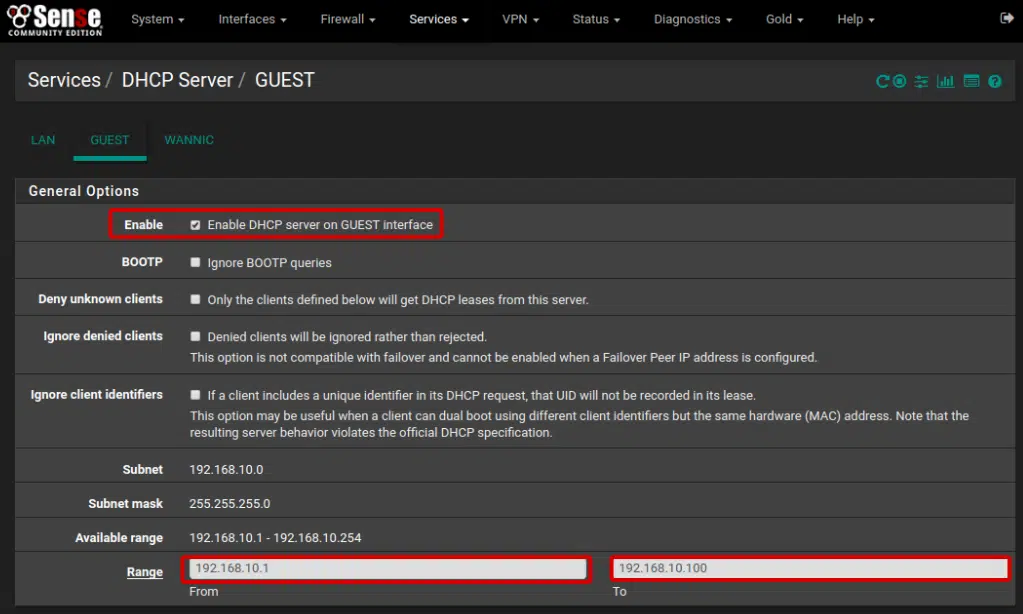 Sense
COMMUNITY EDITION
System Interfaces Firewall Services VPN Status Diagnostics Gold Help
Services / DHCP Server / GUEST
LAN GUEST WANNIC
General Options
Enable Enable DHCP server on GUEST interface
BOOTP Ignore BOOTP queries
Deny unknown clients Only the clients defined below will get DHCP leases from this server.
Ignore denied clients Denied clients will be ignored rather than rejected.
This option is not compatible with failover and cannot be enabled when a Failover Peer IP address is configured.
Ignore client identifiers If a client includes a unique identifier in its DHCP request, that UID will not be recorded in its lease.
This option may be useful when a client can dual boot using different client identifiers but the same hardware (MAC) address. Note that the
resulting server behavior violates the official DHCP specification.
Subnet 192.168.10.0
Subnet mask 255.255.255.0
Available range 192.168.10.1 - 192.168.10.254
Range 192.168.10.1 192.168.10.100
From To